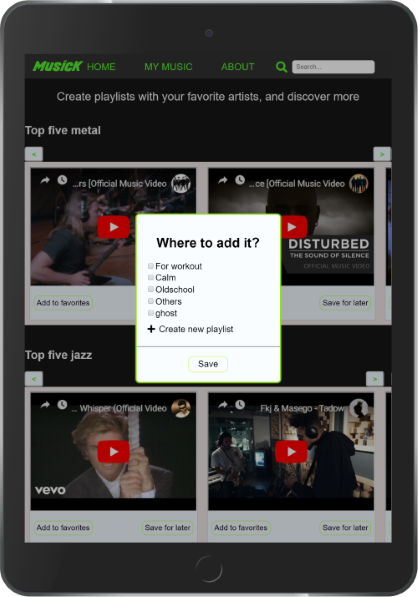 MUSICK HOME MY MUSIC ABOUT Search...
Create playlists with your favorite artists, and discover more
Top five metal
< >
...rs [Official Music Video
...ce [Official Music Video
DISTURBED
THE SOUND OF SILENCE
OFFICIAL MUSIC VIDEO
Add to favorites
Save for later
Where to add it?
For workout
Calm
Oldschool
Others
ghost
+ Create new playlist
Save
Top five jazz
< >
... Whisper (Official Video
Fkj & Masego - Tadow
vevo
Add to favorites Save for later Add to favorites Save for later